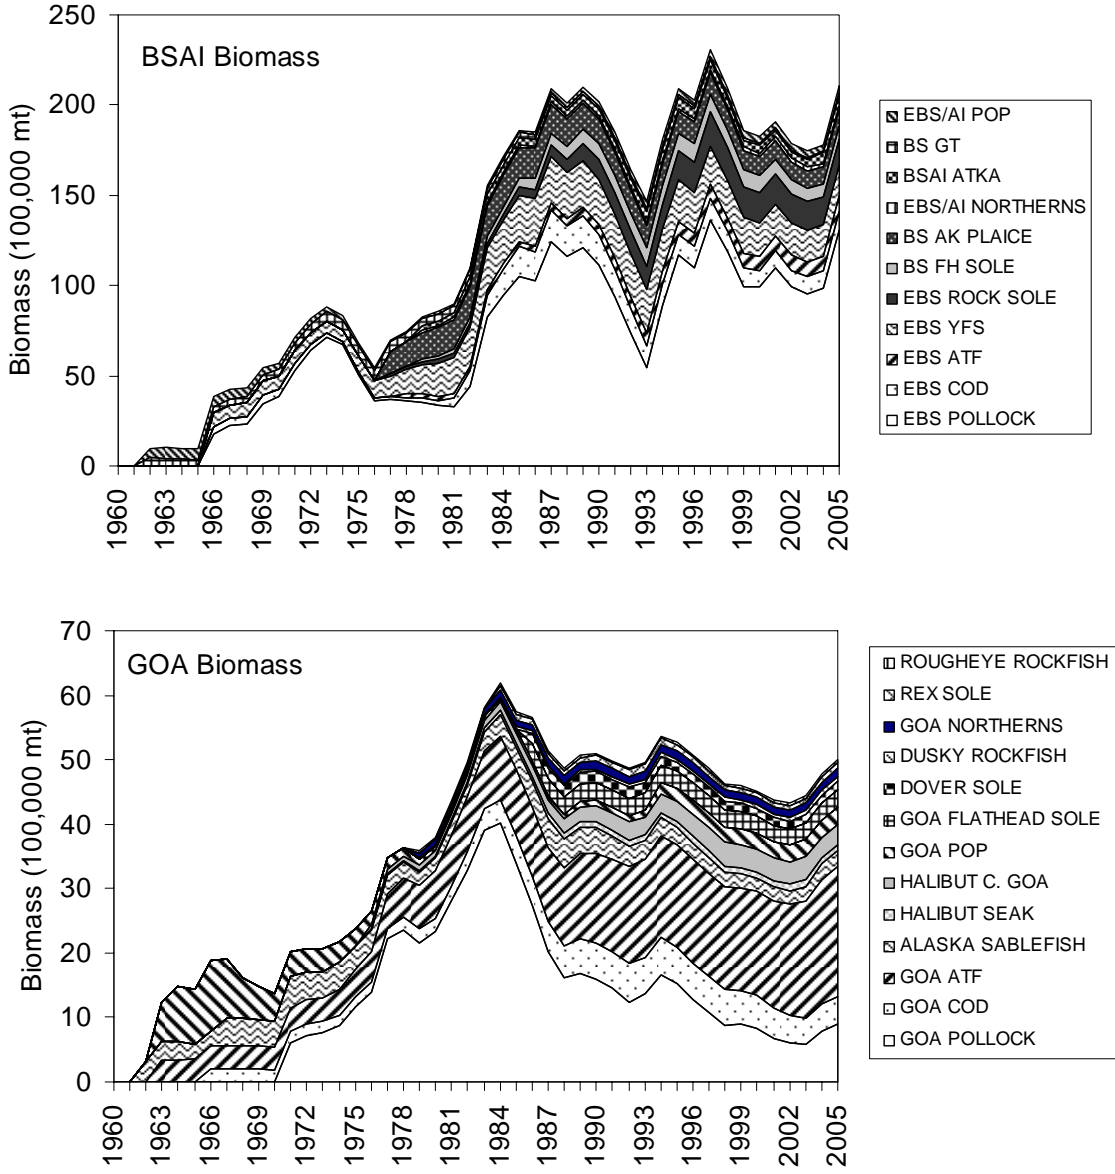 BSAI Biomass
Biomass (100,000 mt)
250
200
150
100
50
0
1960
1963
1966
1969
1972
1975
1978
1981
1984
1987
1990
1993
1996
1999
2002
2005
EBS/AI POP
BS GT
BSAI ATKA
EBS/AI NORTHERNS
BS AK PLAICE
BS FH SOLE
EBS ROCK SOLE
EBS YFS
EBS ATF
EBS COD
EBS POLLOCK
GOA Biomass
Biomass (100,000 mt)
70
60
50
40
30
20
10
0
1960
1963
1966
1969
1972
1975
1978
1981
1984
1987
1990
1993
1996
1999
2002
2005
ROUGHEYE ROCKFISH
REX SOLE
GOA NORTHERNS
DUSKY ROCKFISH
DOVER SOLE
GOA FLATHEAD SOLE
GOA POP
HALIBUT C. GOA
HALIBUT SEAK
ALASKA SABLEFISH
GOA ATF
GOA COD
GOA POLLOCK